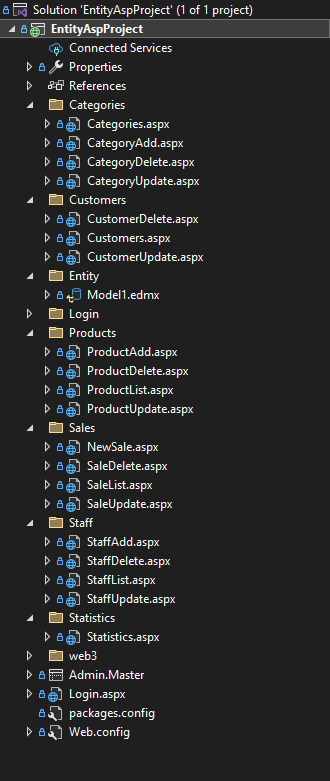 Solution 'EntityAspProject' (1 of 1 project)
EntityAspProject
Connected Services
Properties
References
Categories
Categories.aspx
CategoryAdd.aspx
CategoryDelete.aspx
CategoryUpdate.aspx
Customers
CustomerDelete.aspx
Customers.aspx
CustomerUpdate.aspx
Entity
Model1.edmx
Login
Products
ProductAdd.aspx
ProductDelete.aspx
ProductList.aspx
ProductUpdate.aspx
Sales
NewSale.aspx
SaleDelete.aspx
SaleList.aspx
SaleUpdate.aspx
Staff
StaffAdd.aspx
StaffDelete.aspx
StaffList.aspx
StaffUpdate.aspx
Statistics
Statistics.aspx
web3
Admin.Master
Login.aspx
packages.config
Web.config